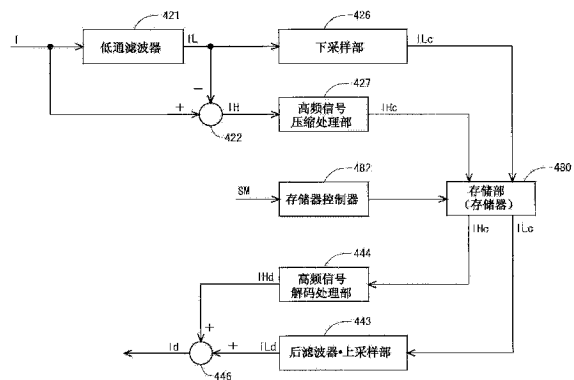 421
426
I
低通滤波器
IL
下采样部
ILc
427
−
+
IH
高频信号
压缩处理部
IHc
422
482
480
SM
存储器控制器
存储部
(存储器)
IHc
ILc
444
IHd
高频信号
解码处理部
443
+
Id
+
ILd
后滤波器·上采样部
446